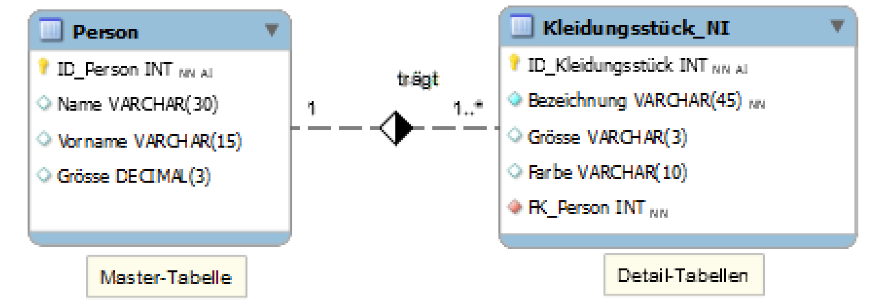 Person
ID_Person INT NN AI
Name VARCHAR(30)
Vorname VARCHAR(15)
Grösse DECIMAL(3)
Master-Tabelle
1
trägt
1..*
Kleidungsstück_NI
ID_Kleidungsstück INT NN AI
Bezeichnung VARCHAR(45) NN
Grösse VARCHAR(3)
Farbe VARCHAR(10)
FK_Person INT NN
Detail-Tabellen